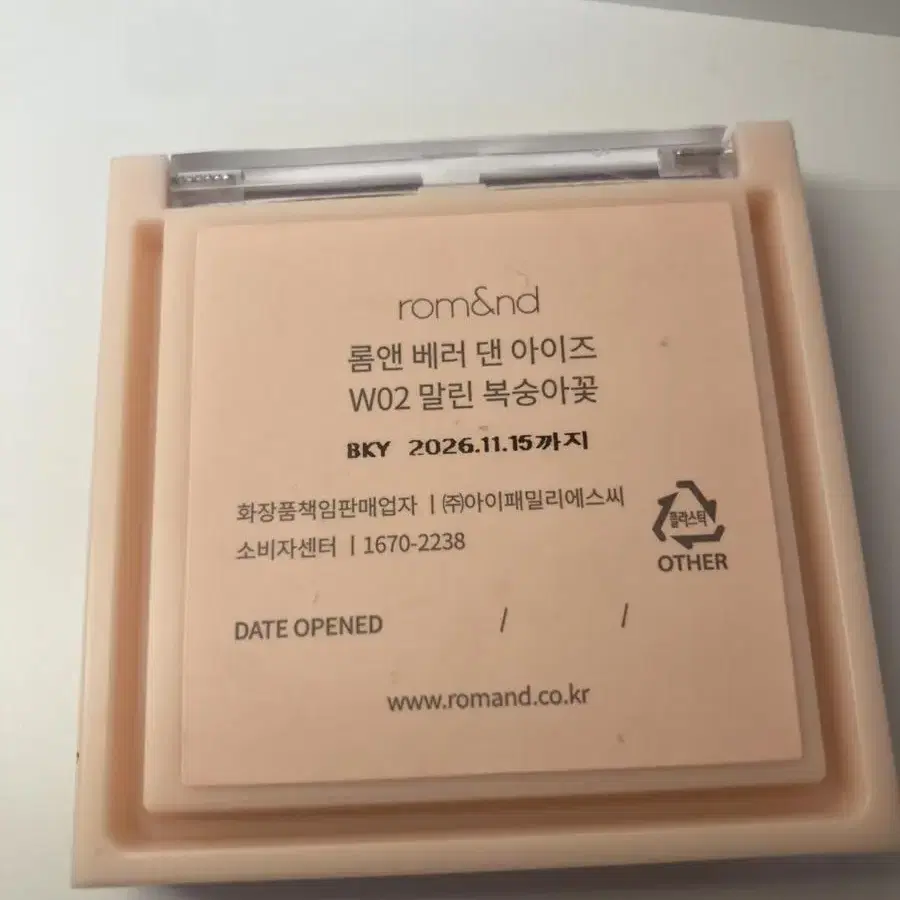 rom&nd
롬앤 베러 댄 아이즈
W02 말린 복숭아꽃
BKY 2026.11.15까지
화장품책임판매업자 | ㈜아이패밀리에스씨
소비자센터 | 1670-2238
플라스틱
OTHER
DATE OPENED / /
www.romand.co.kr